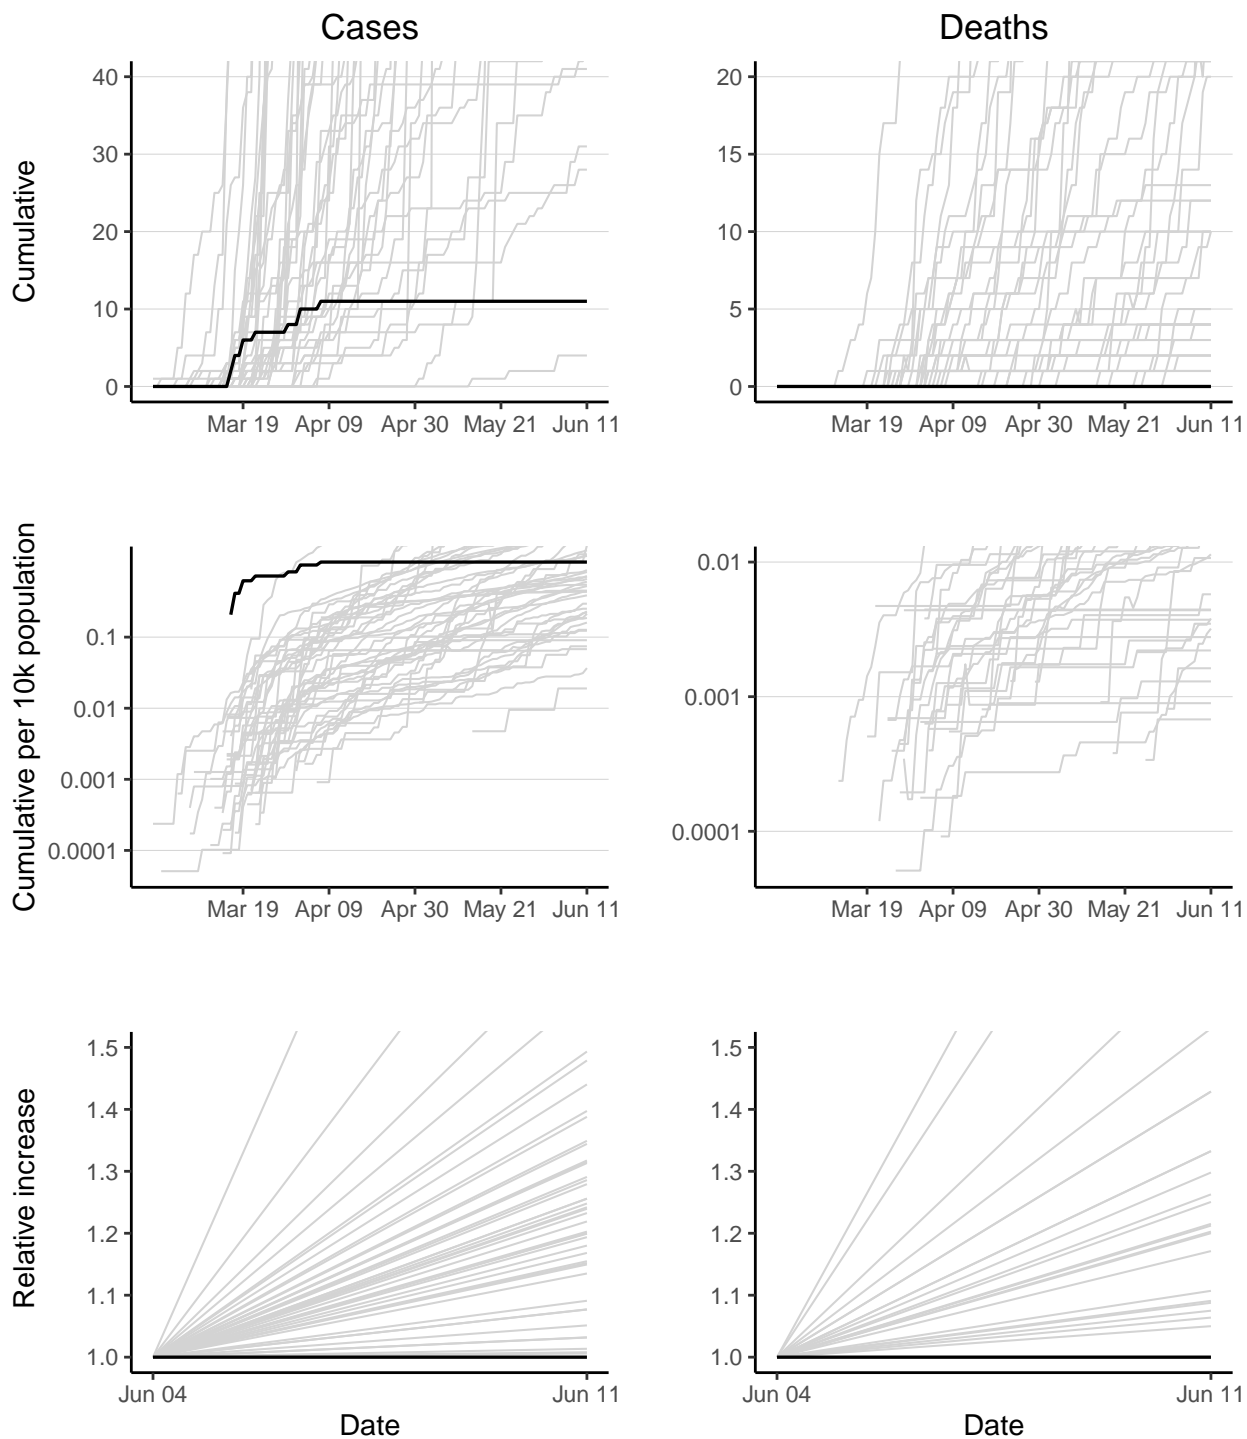 Cases
Deaths
Cumulative
40
30
20
10
0
Mar 19 Apr 09 Apr 30 May 21 Jun 11
20
15
10
5
0
Mar 19 Apr 09 Apr 30 May 21 Jun 11
Cumulative per 10k population
0.1
0.01
0.001
0.0001
Mar 19 Apr 09 Apr 30 May 21 Jun 11
0.01
0.001
0.0001
Mar 19 Apr 09 Apr 30 May 21 Jun 11
Relative increase
1.5
1.4
1.3
1.2
1.1
1.0
Jun 04 Jun 11
Date
1.5
1.4
1.3
1.2
1.1
1.0
Jun 04 Jun 11
Date